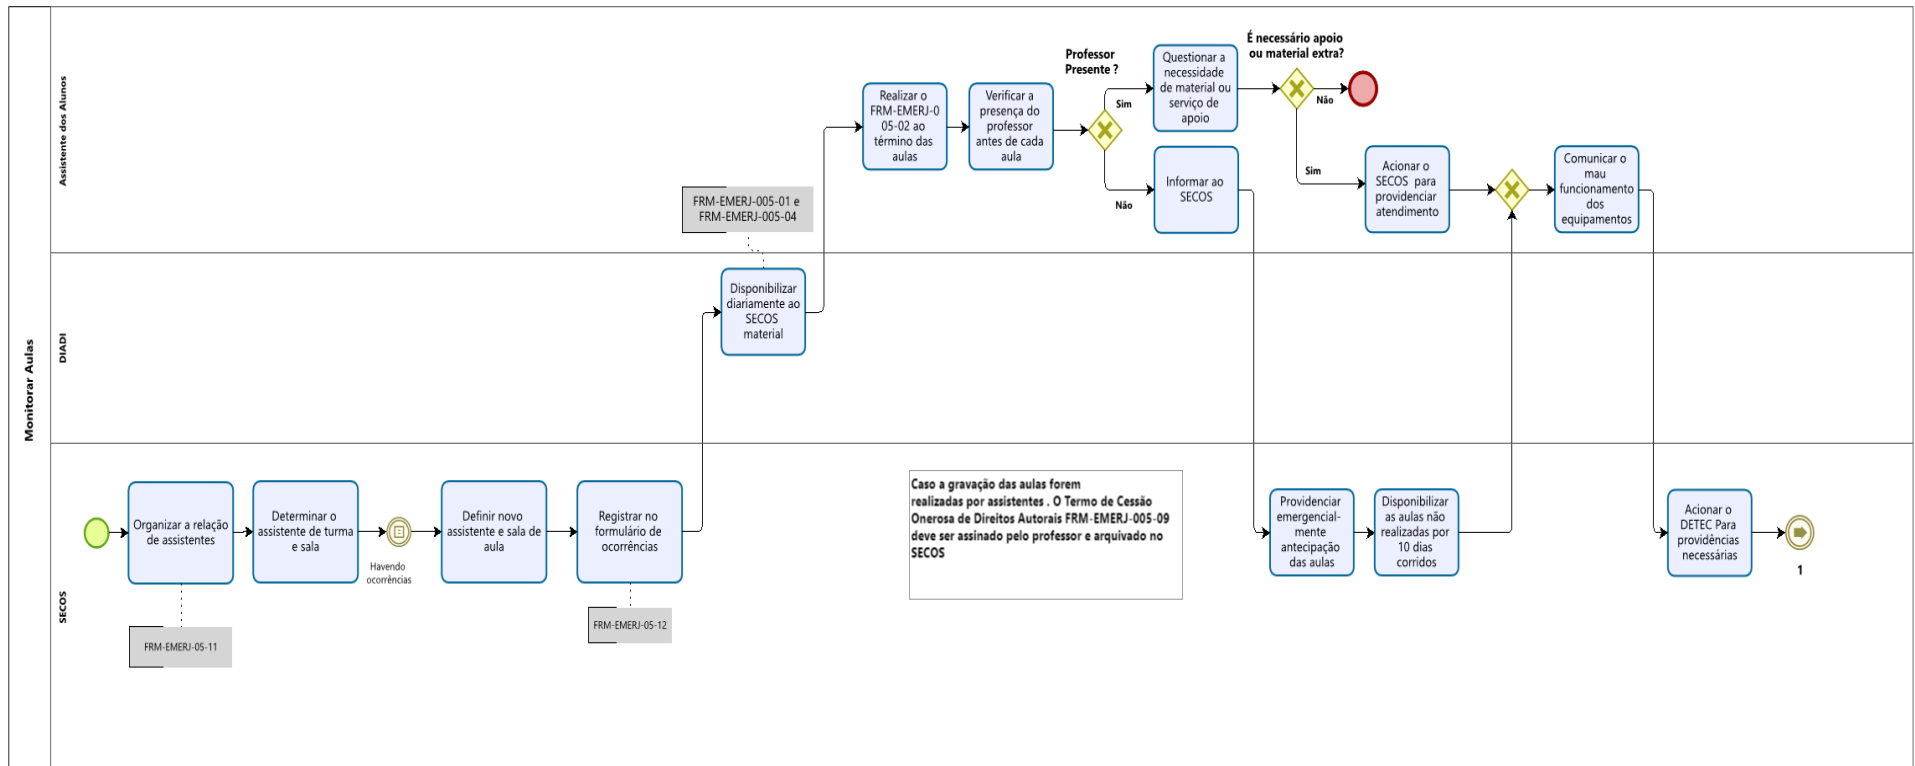 Monitorar Aulas
Assistente dos Alunos
Realizar o
FRM-EMERJ-0
05-02 ao
término das
aulas
Verificar a
presença do
professor
antes de cada
aula
Professor
Presente ?
Sim
Não
Questionar a
necessidade
de material ou
serviço de
apoio
É necessário apoio
ou material extra?
Não
Sim
Informar ao
SECOS
Acionar o
SECOS para
providenciar
atendimento
Comunicar o
mau
funcionamento
dos
equipamentos
FRM-EMERJ-005-01 e
FRM-EMERJ-005-04
DIADI
Disponibilizar
diariamente ao
SECOS
material
SECOS
Organizar a relação
de assistentes
FRM-EMERJ-05-11
Determinar o
assistente de turma
e sala
Havendo
ocorrências
Definir novo
assistente e sala de
aula
Registrar no
formulário de
ocorrências
FRM-EMERJ-05-12
Caso a gravação das aulas forem
realizadas por assistentes . O Termo de Cessão
Onerosa de Direitos Autorais FRM-EMERJ-005-09
deve ser assinado pelo professor e arquivado no
SECOS
Providenciar
emergencial-
mente
antecipação
das aulas
Disponibilizar
as aulas não
realizadas por
10 dias
corridos
Acionar o
DETEC Para
providências
necessárias
1